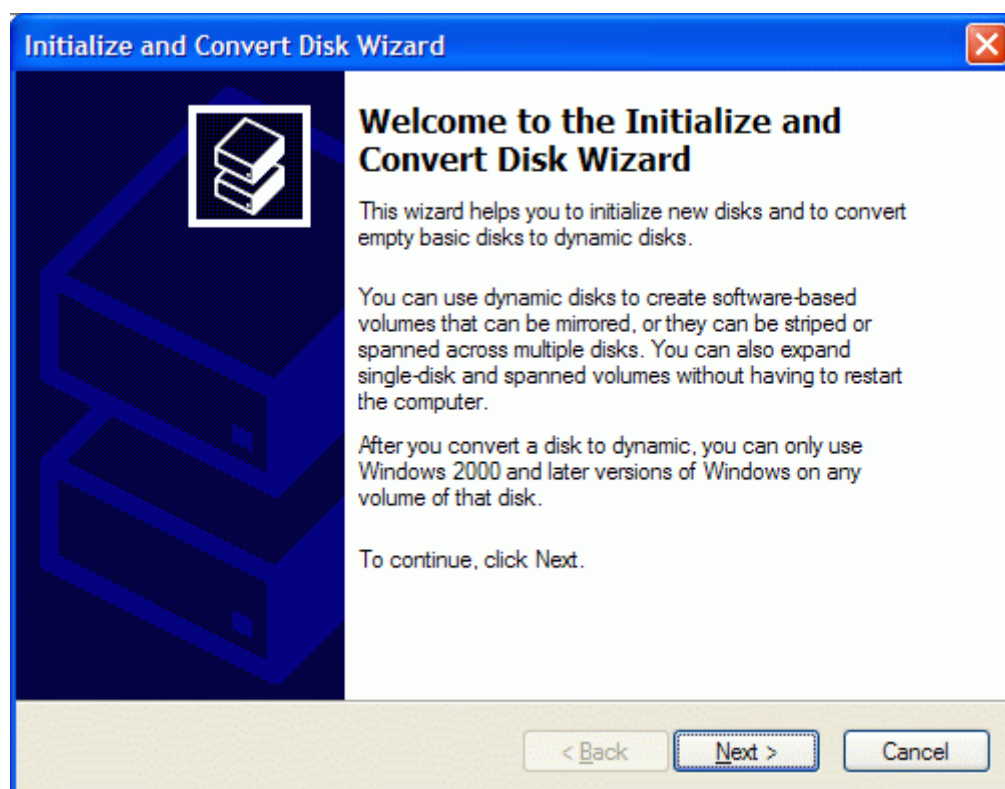 Initialize and Convert Disk Wizard
Welcome to the Initialize and
Convert Disk Wizard
This wizard helps you to initialize new disks and to convert
empty basic disks to dynamic disks.
You can use dynamic disks to create software-based
volumes that can be mirrored, or they can be striped or
spanned across multiple disks. You can also expand
single-disk and spanned volumes without having to restart
the computer.
After you convert a disk to dynamic, you can only use
Windows 2000 and later versions of Windows on any
volume of that disk.
To continue, click Next.
< Back Next > Cancel